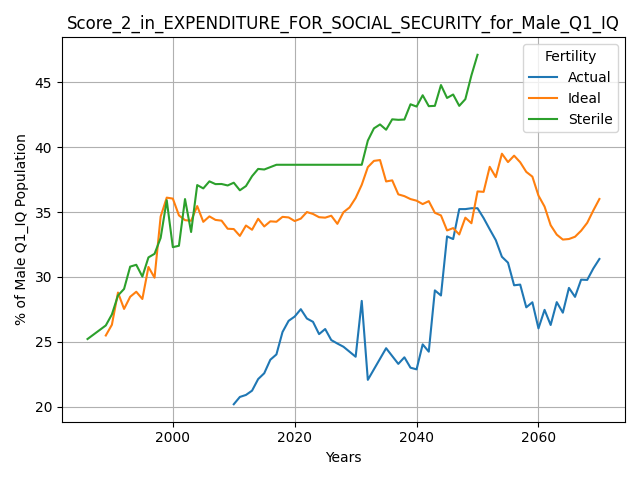 Score_2_in_EXPENDITURE_FOR_SOCIAL_SECURITY_for_Male_Q1_IQ
% of Male Q1_IQ Population
45
40
35
30
25
20
Fertility
Actual
Ideal
Sterile
2000
2020
2040
2060
Years